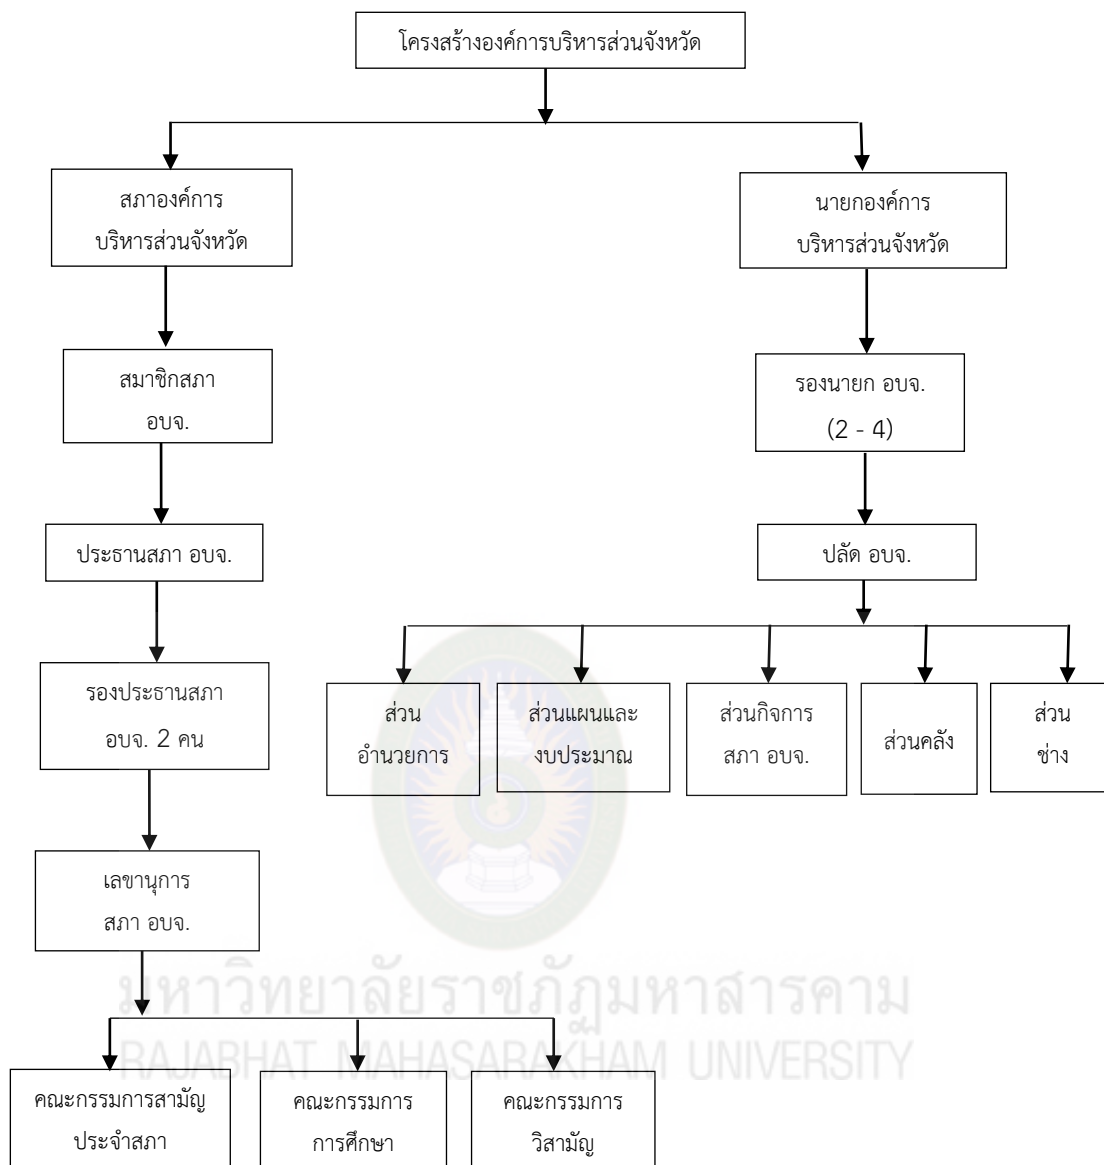 โครงสร้างองค์การบริหารส่วนจังหวัด
สภาองค์การ
บริหารส่วนจังหวัด
นายกองค์การ
บริหารส่วนจังหวัด
สมาชิกสภา
อบจ.
รองนายก อบจ.
(2 - 4)
ประธานสภา อบจ.
ปลัด อบจ.
รองประธานสภา
อบจ. 2 คน
ส่วน
อำนวยการ
ส่วนแผนและ
งบประมาณ
ส่วนกิจการ
สภา อบจ.
ส่วนคลัง
ส่วน
ช่าง
เลขานุการ
สภา อบจ.
มหาวิทยาลัยราชภัฏมหาสารคาม
RAJABHAT MAHASARAKHAM UNIVERSITY
คณะกรรมการสามัญ
ประจำสภา
คณะกรรมการ
การศึกษา
คณะกรรมการ
วิสามัญ